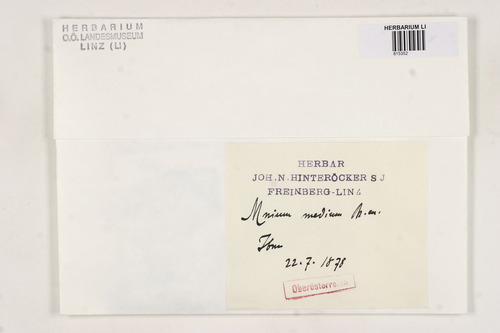 HERBARIUM
O.Ö. LANDESMUSEUM
LINZ (LI)
HERBARIUM LI
HERBAR
JOH.N.HINTERÖCKER S J
FREINBERG-LINZ
Mnium medium
22.7.1878
Oberösterreich